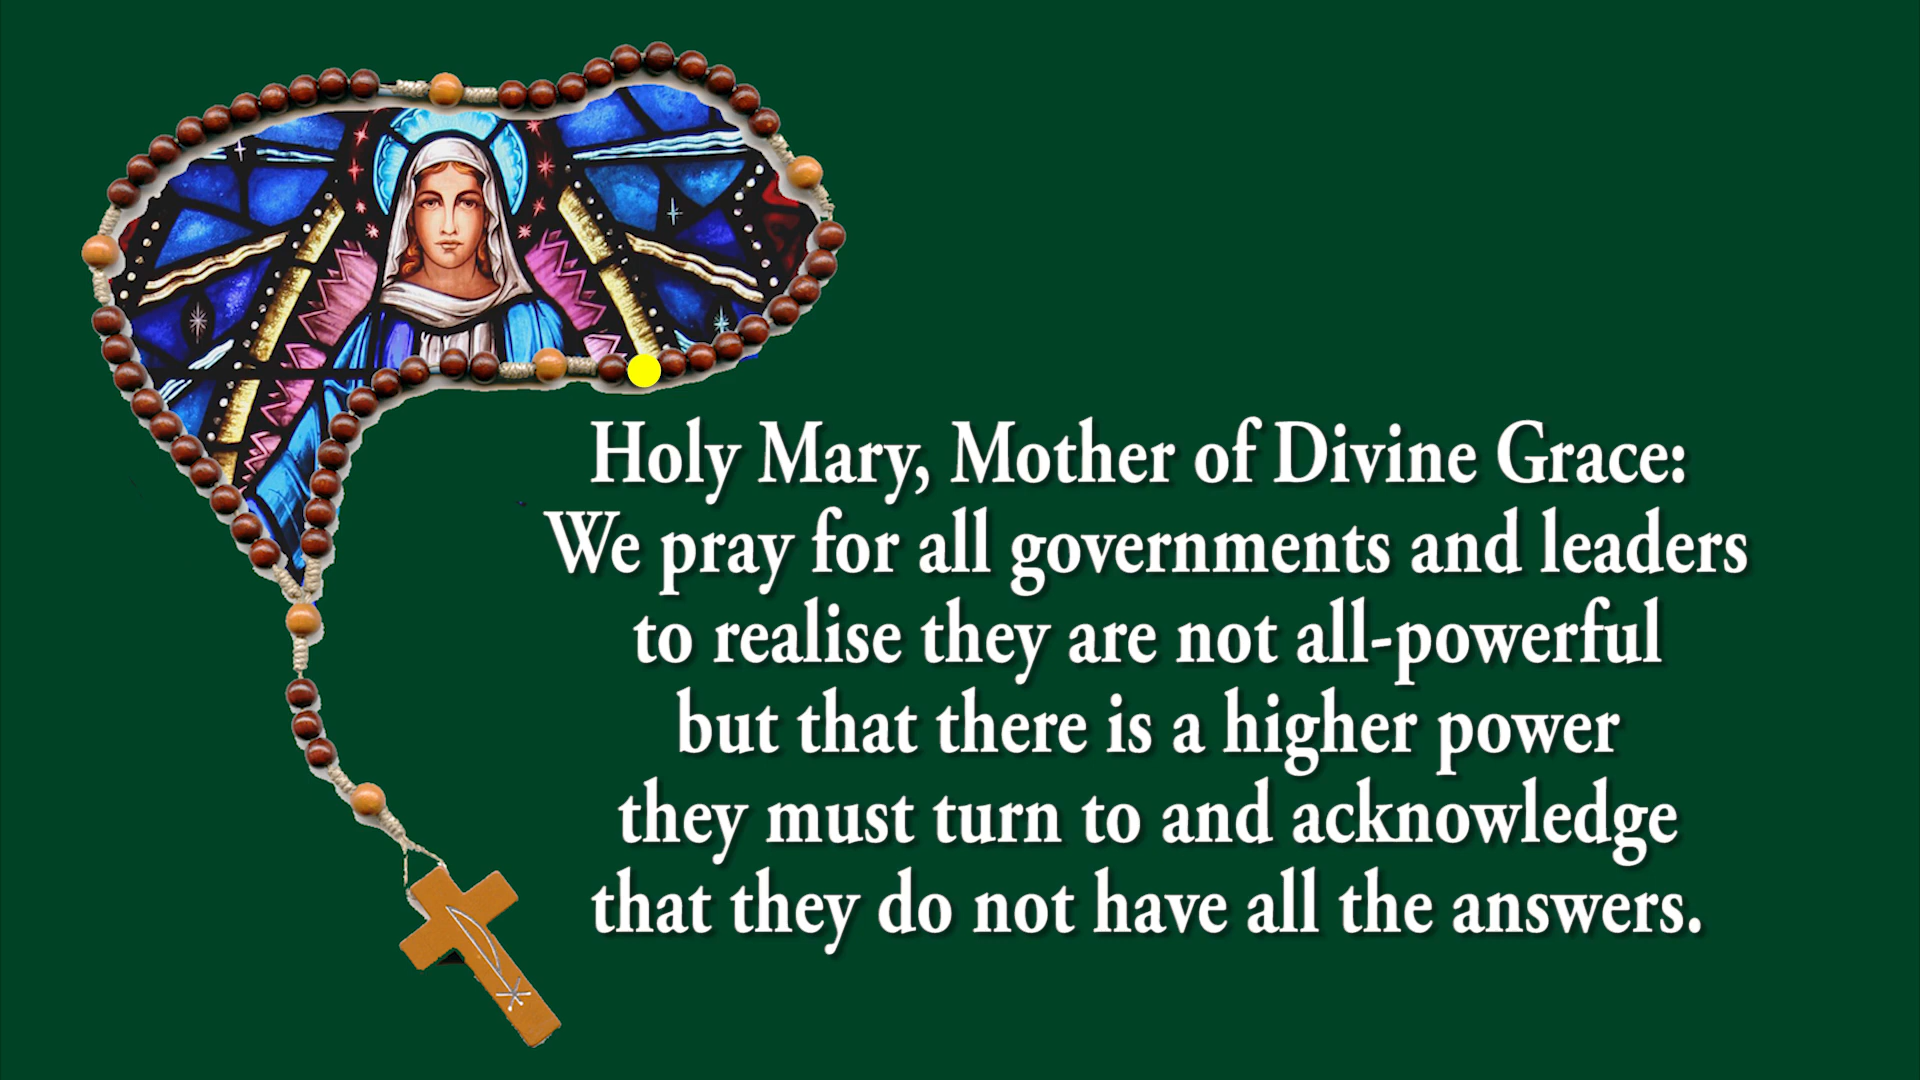 Holy Mary, Mother of Divine Grace:
We pray for all governments and leaders
to realise they are not all-powerful
but that there is a higher power
they must turn to and acknowledge
that they do not have all the answers.